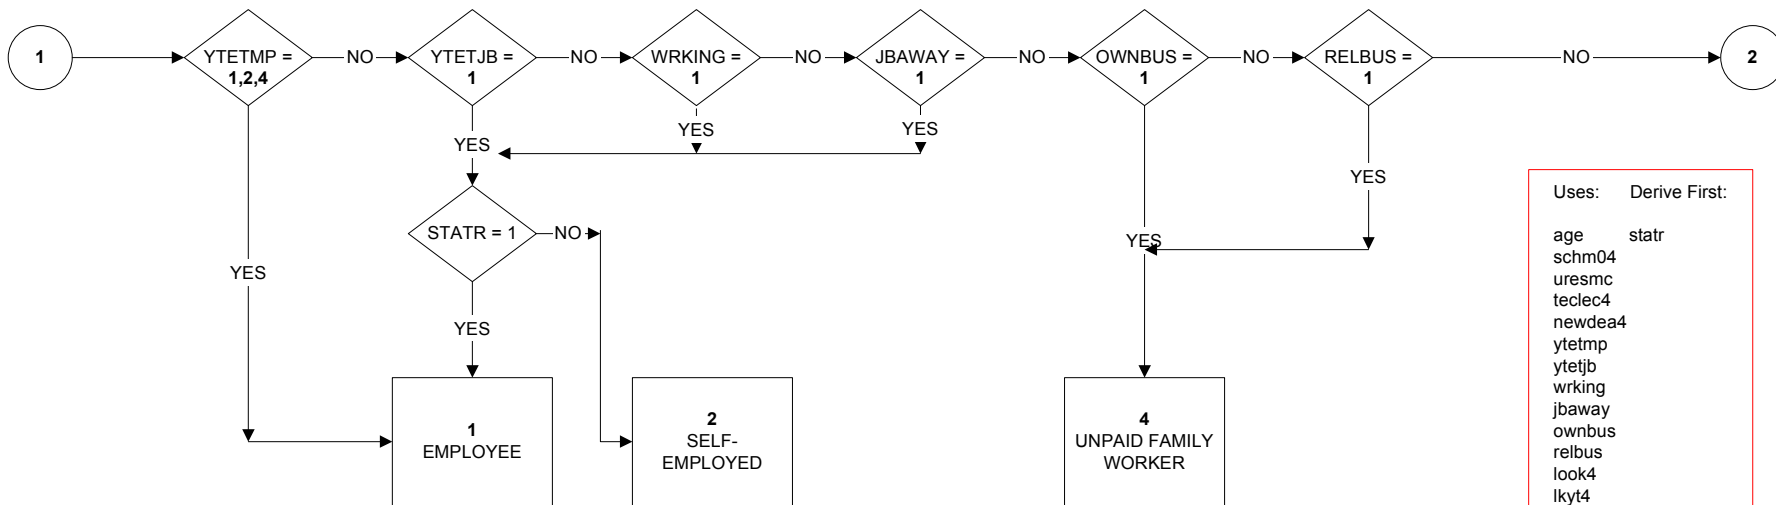 1
YTETMP =
1,2,4
NO
YTETJB =
1
NO
WRKING =
1
NO
JBAWAY =
1
NO
OWNBUS =
1
NO
RELBUS =
1
NO
2
YES
YES
YES
YES
YES
YES
STATR = 1
NO
YES
1
EMPLOYEE
2
SELF-
EMPLOYED
4
UNPAID FAMILY
WORKER
Uses: Derive First:
age statr
schm04
uresmc
teclec4
newdea4
ytetmp
ytetjb
wrking
jbaway
ownbus
relbus
look4
lkyt4